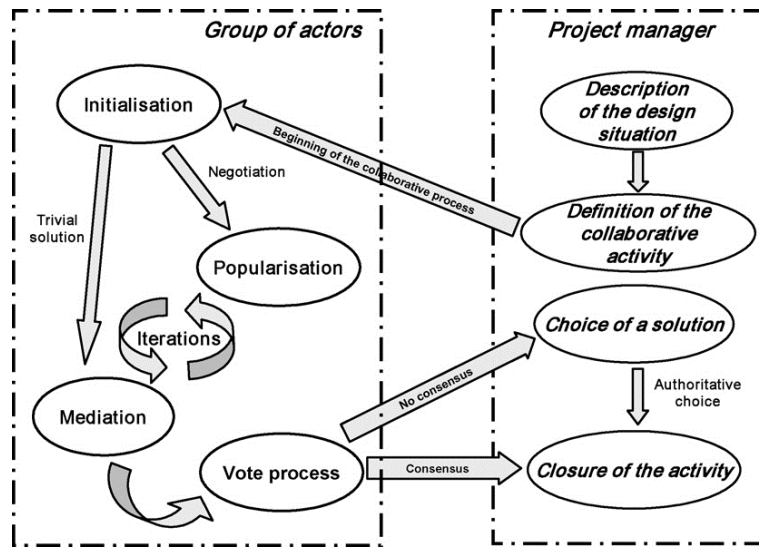 Group of actors
Project manager
Initialisation
Description
of the design
situation
Beginning of the collaborative process
Negotiation
Trivial
solution
Definition of the
collaborative
activity
Popularisation
Choice of a solution
Iterations
No consensus
Authoritative
choice
Mediation
Vote process
Consensus
Closure of the activity